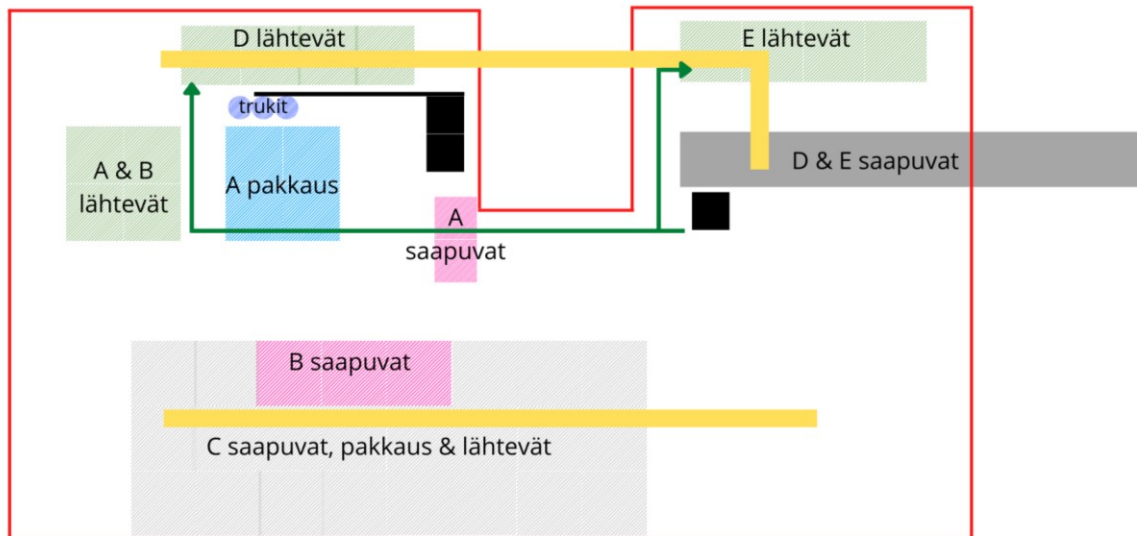 D lähtevät
E lähtevät
trukit
A & B
lähtevät
A pakkaus
D & E saapuvat
A
saapuvat
B saapuvat
C saapuvat, pakkaus & lähtevät